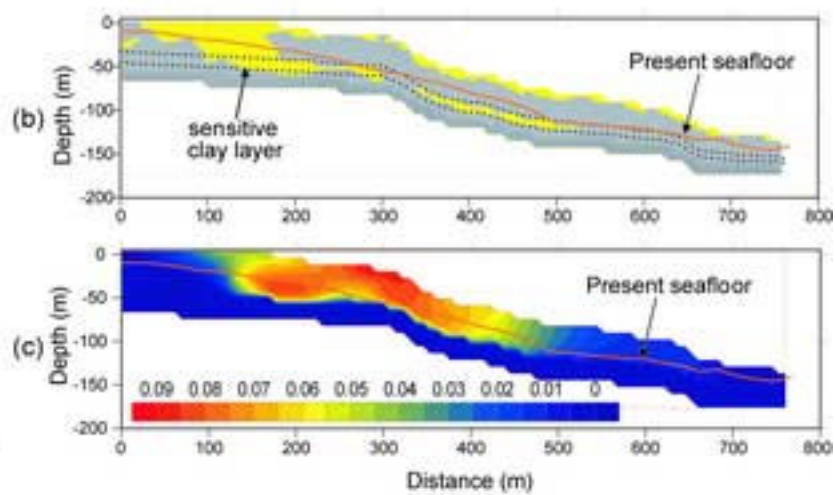 (b)
Depth (m)
0
-50
-100
-150
-200
sensitive
clay layer
Present seafloor
0 100 200 300 400 500 600 700 800
(c)
Depth (m)
0
-50
-100
-150
-200
Present seafloor
0.09 0.08 0.07 0.06 0.05 0.04 0.03 0.02 0.01 0
0 100 200 300 400 500 600 700 800
Distance (m)